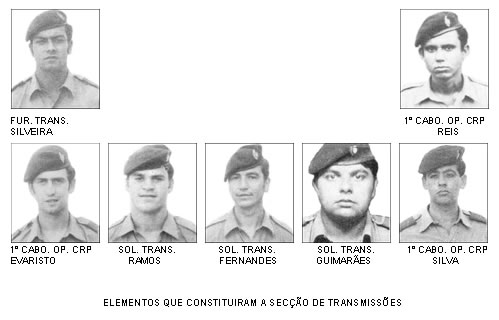 FUR. TRANS.
SILVEIRA
1º CABO. OP. CRP
REIS
1º CABO. OP. CRP
EVARISTO
SOL. TRANS.
RAMOS
SOL. TRANS.
FERNANDES
SOL. TRANS.
GUIMARÃES
1º CABO. OP. CRP
SILVA
ELEMENTOS QUE CONSTITUIRAM A SECÇÃO DE TRANSMISSÕES